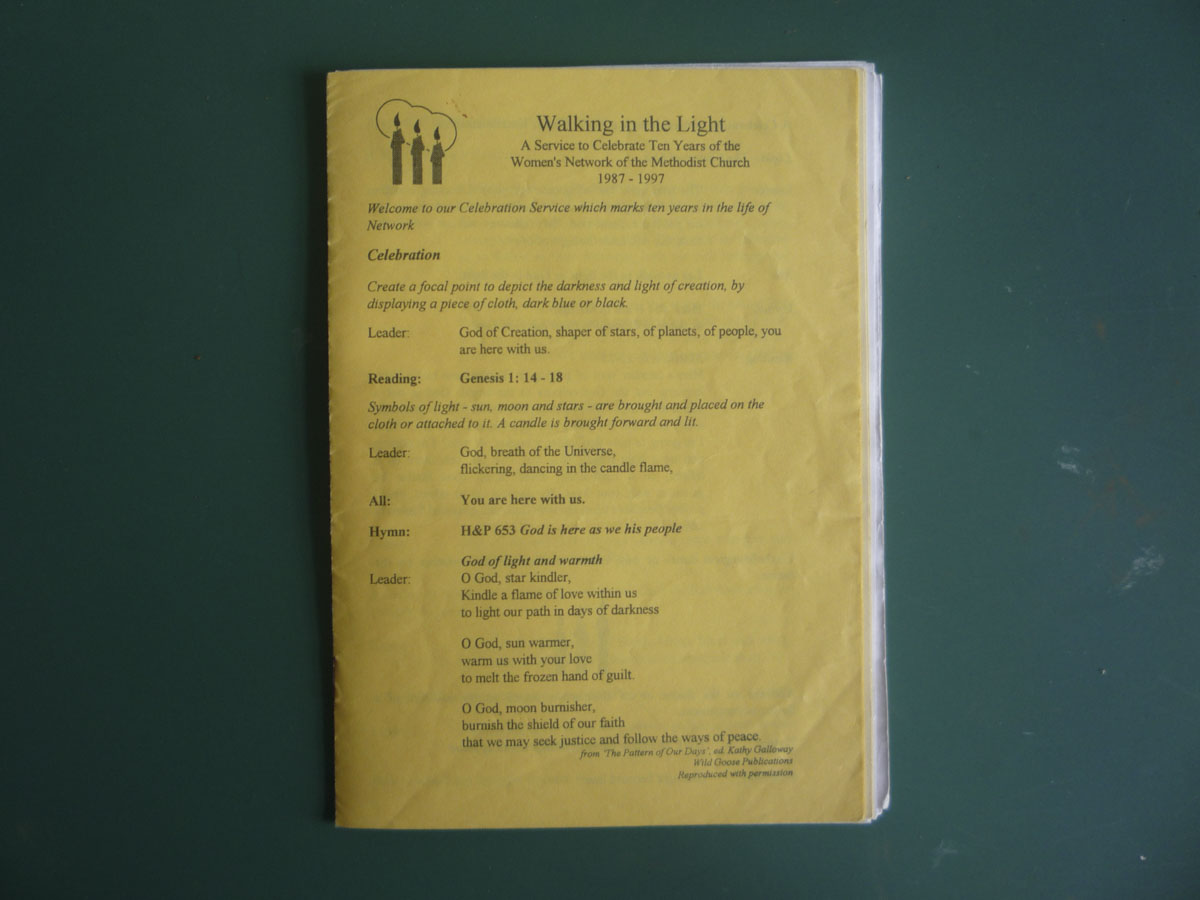 Walking in the Light
A Service to Celebrate Ten Years of the
Women's Network of the Methodist Church
1987 - 1997
Welcome to our Celebration Service which marks ten years in the life of
Network
Celebration
Create a focal point to depict the darkness and light of creation, by
displaying a piece of cloth, dark blue or black.
Leader: God of Creation, shaper of stars, of planets, of people, you
are here with us.
Reading: Genesis 1: 14 - 18
Symbols of light - sun, moon and stars - are brought and placed on the
cloth or attached to it. A candle is brought forward and lit.
Leader: God, breath of the Universe,
flickering, dancing in the candle flame,
All: You are here with us.
Hymn: H&P 653 God is here as we his people
God of light and warmth
Leader: O God, star kindler,
Kindle a flame of love within us
to light our path in days of darkness
O God, sun warmer,
warm us with your love
to melt the frozen hand of guilt.
O God, moon burnisher,
burnish the shield of our faith
that we may seek justice and follow the ways of peace.
from 'The Pattern of Our Days', ed. Kathy Galloway
Wild Goose Publications
Reproduced with permission